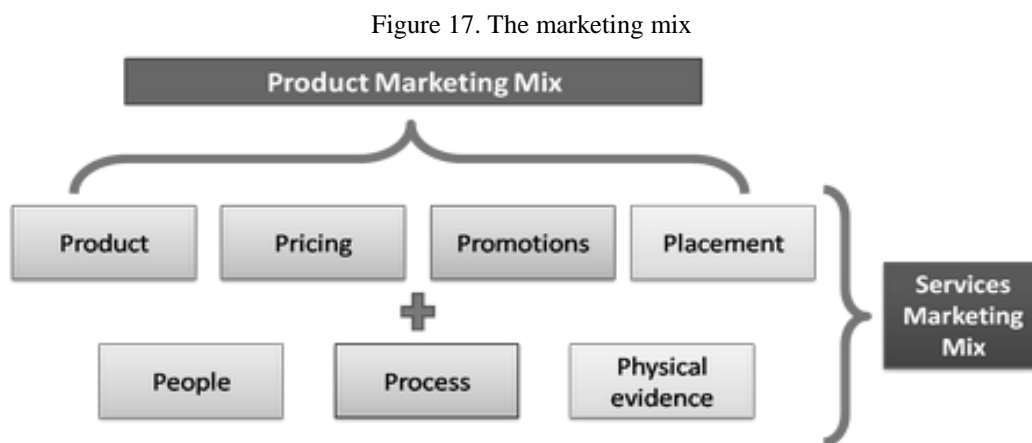 Figure 17. The marketing mix
Product Marketing Mix
Product
Pricing
Promotions
Placement
Services
Marketing
Mix
People
Process
Physical
evidence